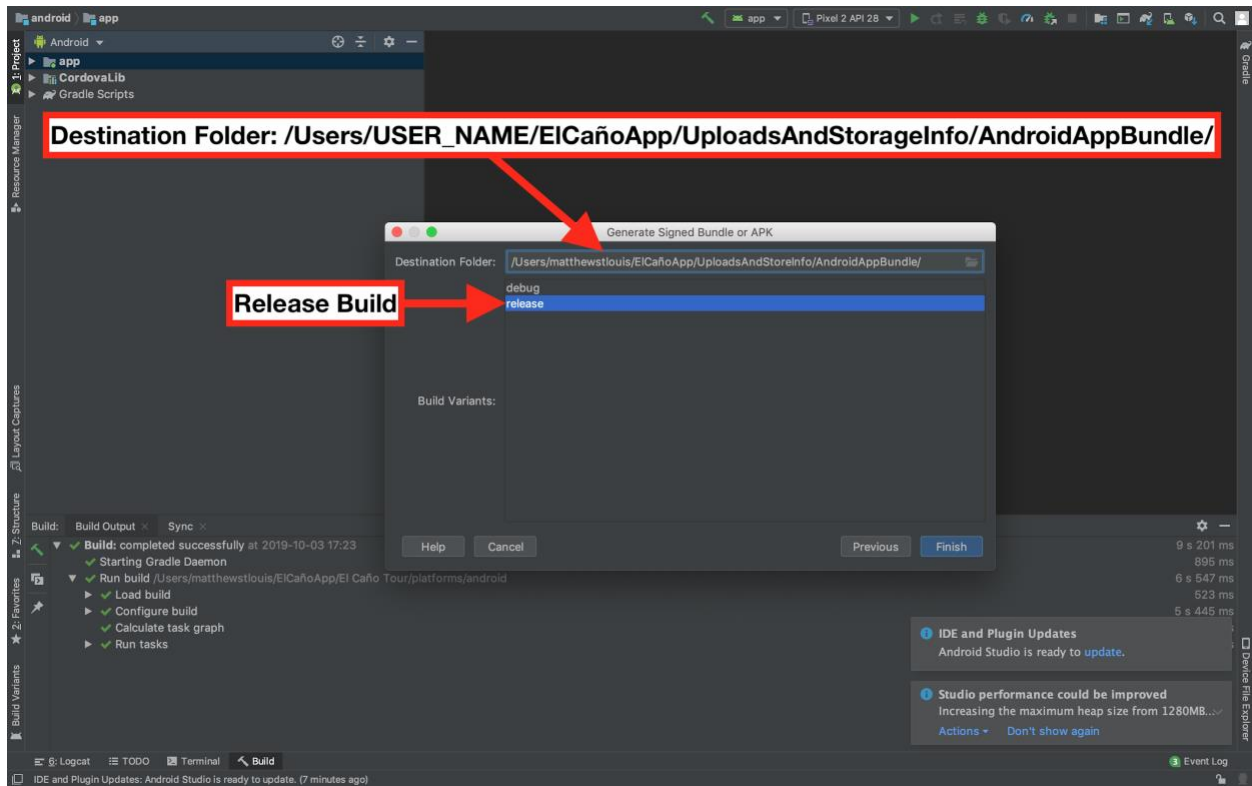 android
app
app
Pixel 2 API 28
Android
app
CordovaLib
Gradle Scripts
1: Project
Resource Manager
Layout Captures
7: Structure
2: Favorites
Build Variants
Gradle
Device File Explorer
Destination Folder: /Users/USER_NAME/ElCañoApp/UploadsAndStorageInfo/AndroidAppBundle/
Generate Signed Bundle or APK
Destination Folder: /Users/matthewstlouis/ElCañoApp/UploadsAndStoreInfo/AndroidAppBundle/
debug
Release Build
release
Build Variants:
Help
Cancel
Previous
Finish
Build:
Build Output
Sync
Build: completed successfully at 2019-10-03 17:23
9 s 201 ms
Starting Gradle Daemon
895 ms
Run build /Users/matthewstlouis/ElCañoApp/El Caño Tour/platforms/android
6 s 547 ms
Load build
523 ms
Configure build
5 s 445 ms
Calculate task graph
Run tasks
IDE and Plugin Updates
Android Studio is ready to update.
Studio performance could be improved
Increasing the maximum heap size from 1280MB...
Actions
Don't show again
6: Logcat
TODO
Terminal
Build
3 Event Log
IDE and Plugin Updates: Android Studio is ready to update. (7 minutes ago)